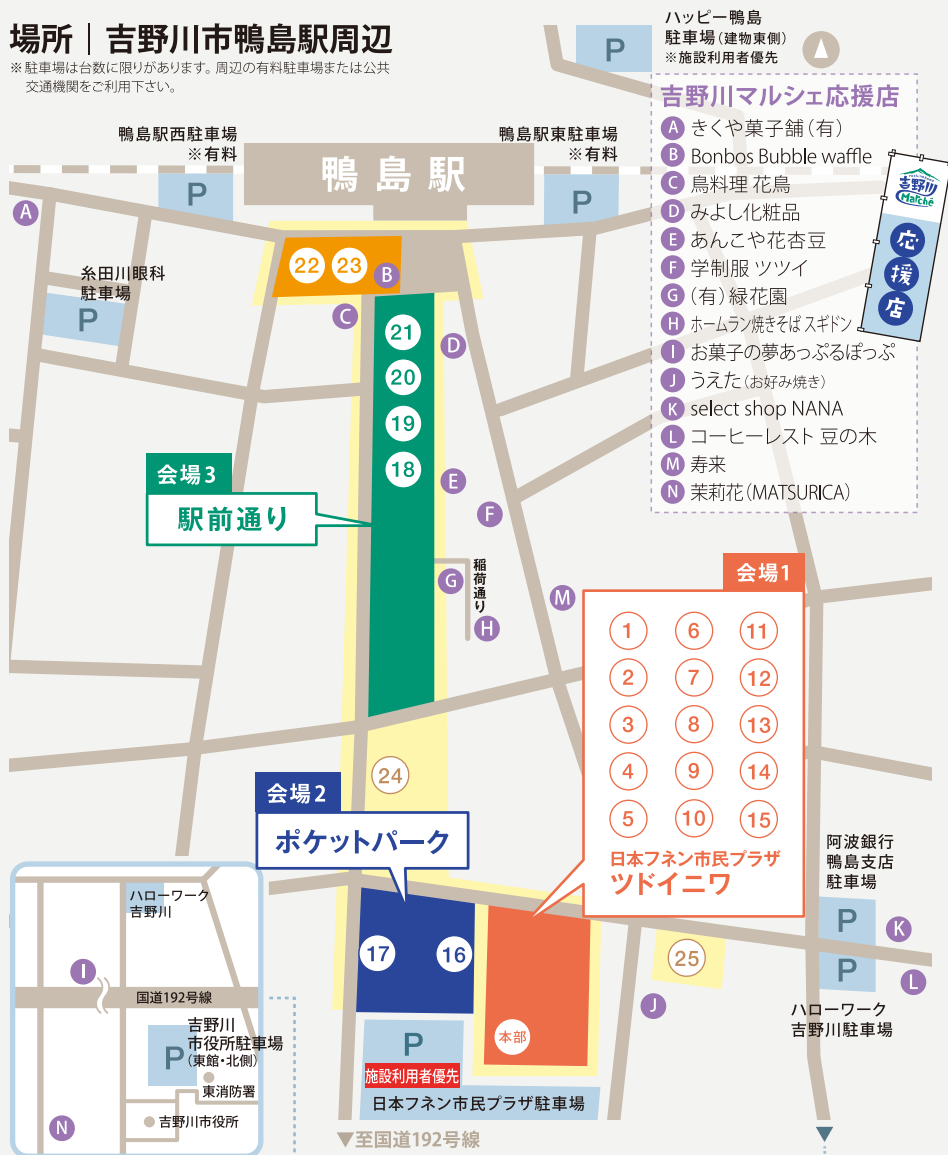 場所｜吉野川市鴨島駅周辺
※駐車場は台数に限りがあります。周辺の有料駐車場または公共
交通機関をご利用下さい。
ハッピー鴨島
駐車場(建物東側)
※施設利用者優先
P
吉野川マルシェ応援店
A きくや菓子舗(有)
B Bonbos Bubble waffle
C 鳥料理 花鳥
D みよし化粧品
E あんこや花杏豆
F 学制服 ツツイ
G (有)緑花園
H ホームラン焼きそば スギドン
I お菓子の夢あっぷるぽっぷ
J うえた(お好み焼き)
K select shop NANA
L コーヒーレスト 豆の木
M 寿来
N 茉莉花(MATSURICA)
吉野川
Marché
応
援
店
鴨島駅西駐車場
※有料
P
鴨島駅
鴨島駅東駐車場
※有料
P
A
糸田川眼科
駐車場
P
22 23 B
C
21
D
20
19
18
E
F
会場3
駅前通り
稲荷通り
G
H
M
会場1
1 6 11
2 7 12
3 8 13
4 9 14
5 10 15
日本フネン市民プラザ
ツドイニワ
24
会場2
ポケットパーク
17 16
本部
25
J
阿波銀行
鴨島支店
駐車場
P
K
P
L
ハローワーク
吉野川駐車場
P
施設利用者優先
日本フネン市民プラザ駐車場
▼至国道192号線
ハローワーク
吉野川
I
国道192号線
吉野川
市役所駐車場
(東館・北側)
P
東消防署
吉野川市役所
N